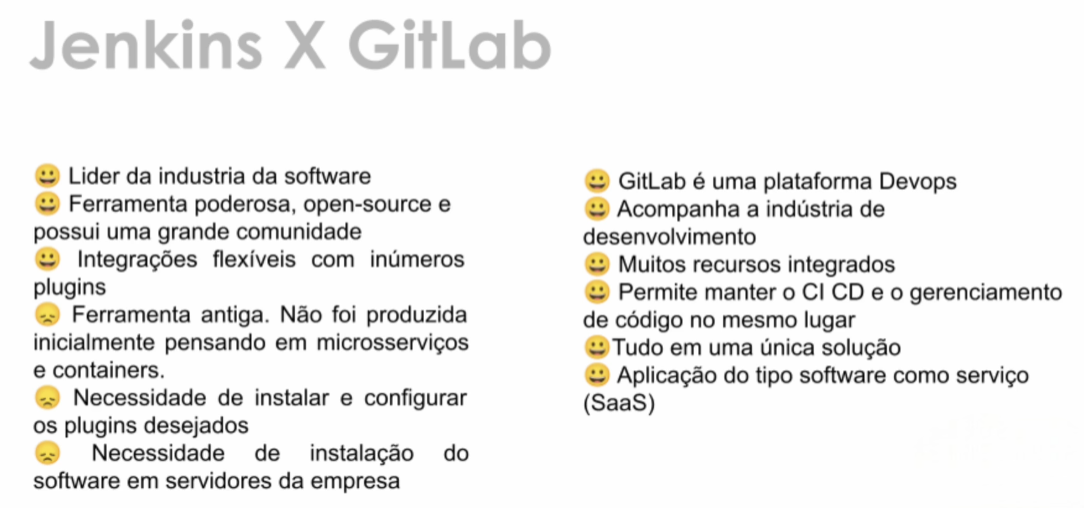 Jenkins X GitLab
😀 Lider da industria da software
😀 Ferramenta poderosa, open-source e
possui uma grande comunidade
😀 Integrações flexíveis com inúmeros
plugins
😞 Ferramenta antiga. Não foi produzida
inicialmente pensando em microsserviços
e containers.
😞 Necessidade de instalar e configurar
os plugins desejados
😞 Necessidade de instalação do
software em servidores da empresa
😀 GitLab é uma plataforma Devops
😀 Acompanha a indústria de
desenvolvimento
😀 Muitos recursos integrados
😀 Permite manter o CI CD e o gerenciamento
de código no mesmo lugar
😀Tudo em uma única solução
😀 Aplicação do tipo software como serviço
(SaaS)